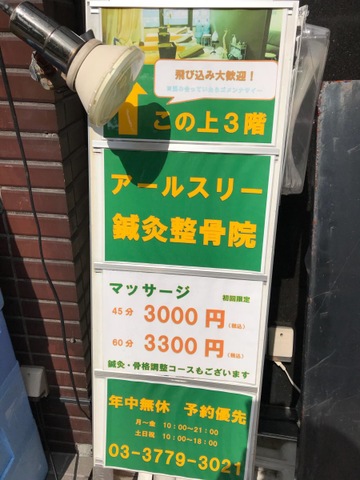 飛び込み大歓迎！
この上3階
アールスリー
鍼灸整骨院
マッサージ 初回限定
45分 3000円(税込)
60分 3300円(税込)
鍼灸・骨格調整コースもございます
年中無休 予約優先
月～金 10：00～21：00
土日祝 10：00～18：00
03-3779-3021